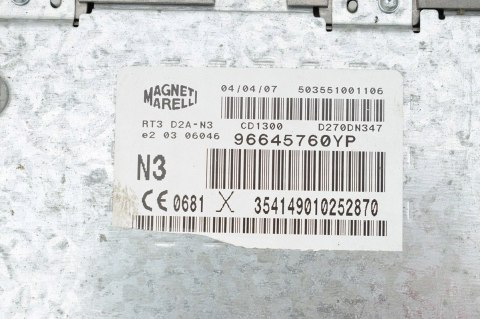 MAGNETI
MARELLI
04/04/07 503551001106
RT3 D2A-N3 CD1300 D270DN347
e2 03 06046 96645760YP
N3
CE 0681 X 354149010252870